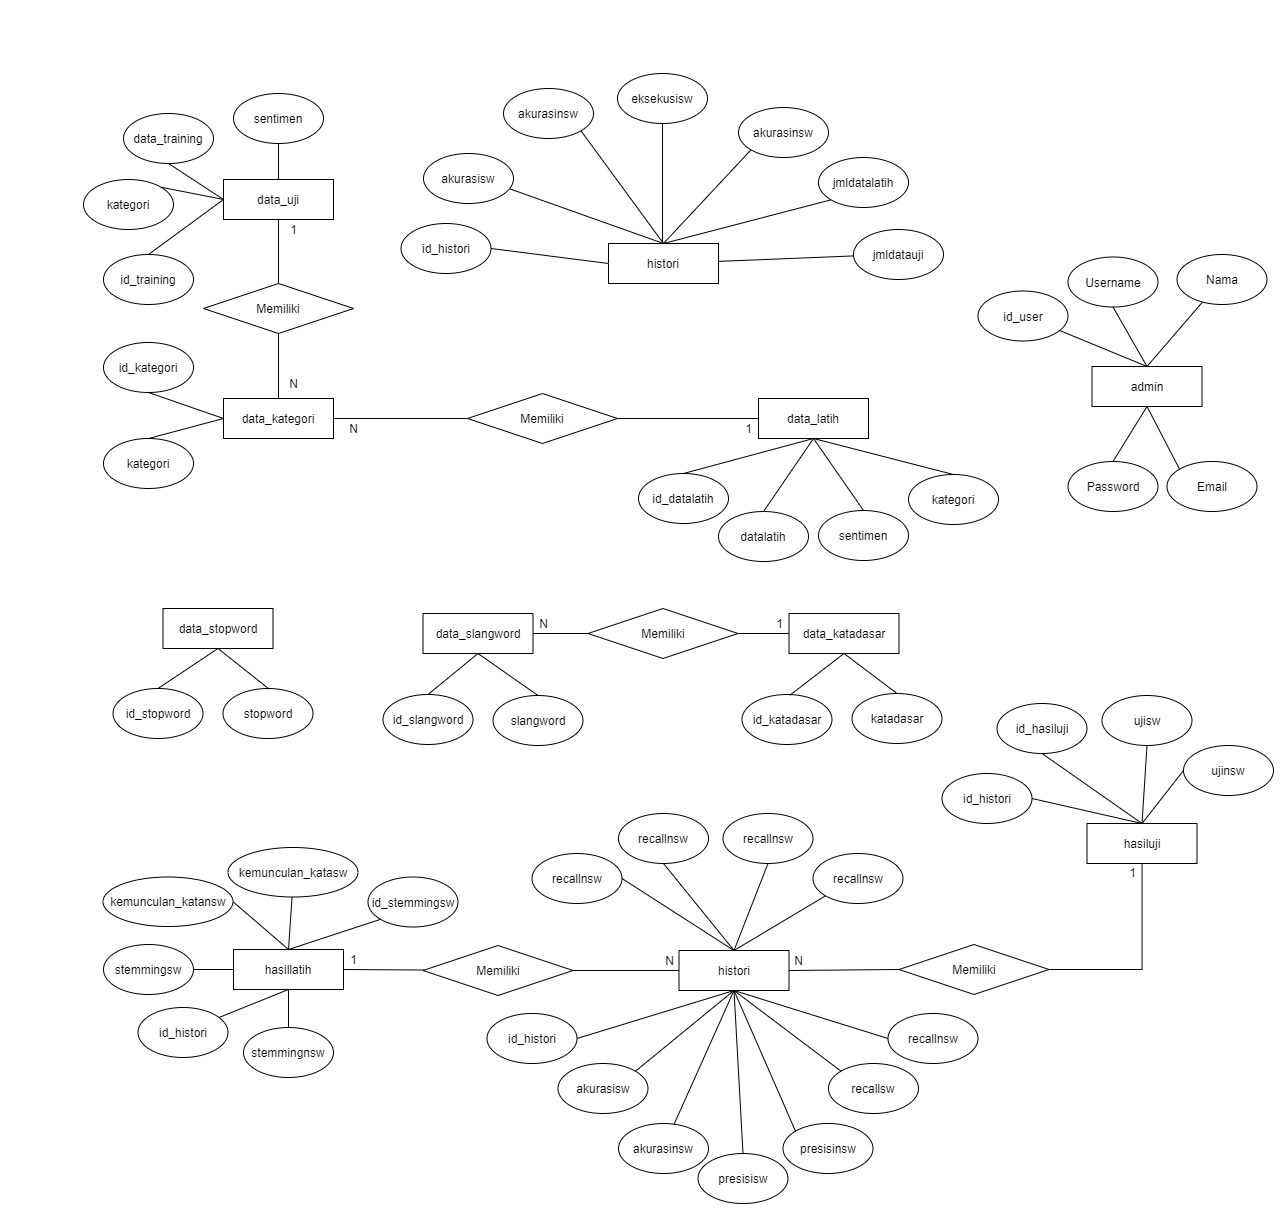 eksekusisw
akurasinsw
sentimen
akurasinsw
data_training
akurasisw
jmldatalatih
kategori
data_uji
1
id_histori
histori
jmldatauji
id_training
Memiliki
Username
Nama
id_user
id_kategori
N
admin
data_kategori
N
Memiliki
1
data_latih
kategori
id_datalatih
datalatih
sentimen
kategori
Password
Email
data_stopword
data_slangword
N
Memiliki
1
data_katadasar
id_stopword
stopword
id_slangword
slangword
id_katadasar
katadasar
id_hasiluji
ujisw
ujinsw
id_histori
hasiluji
1
recallnsw
recallnsw
recallnsw
recallnsw
kemunculan_katasw
kemunculan_katansw
id_stemmingsw
stemmingsw
hasillatih
1
Memiliki
N
histori
N
Memiliki
id_histori
stemmingnsw
id_histori
recallnsw
akurasisw
recallsw
akurasinsw
presisinsw
presisisw